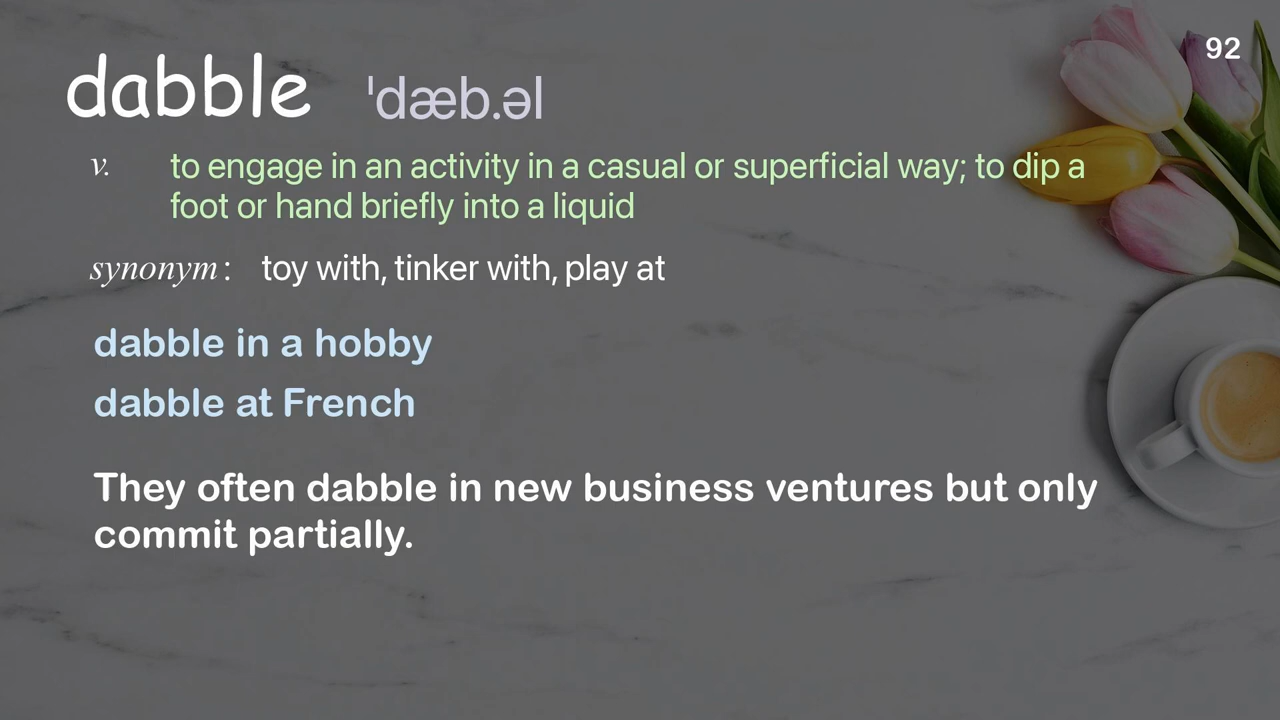 92
dabble ˈdæb.əl
v. to engage in an activity in a casual or superficial way; to dip a
foot or hand briefly into a liquid
synonym: toy with, tinker with, play at
dabble in a hobby
dabble at French
They often dabble in new business ventures but only
commit partially.